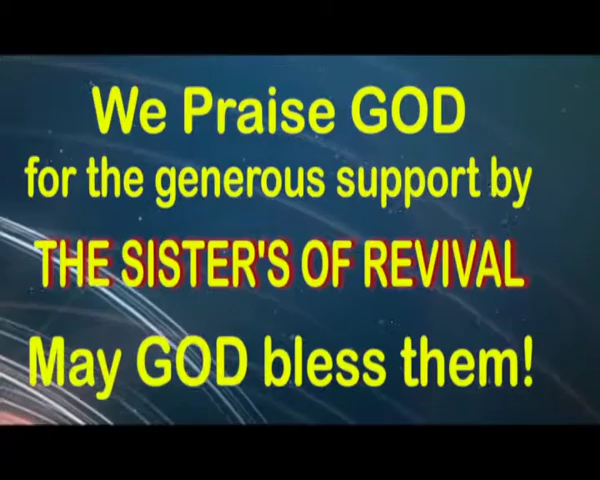 We Praise GOD
for the generous support by
THE SISTER'S OF REVIVAL
May GOD bless them!